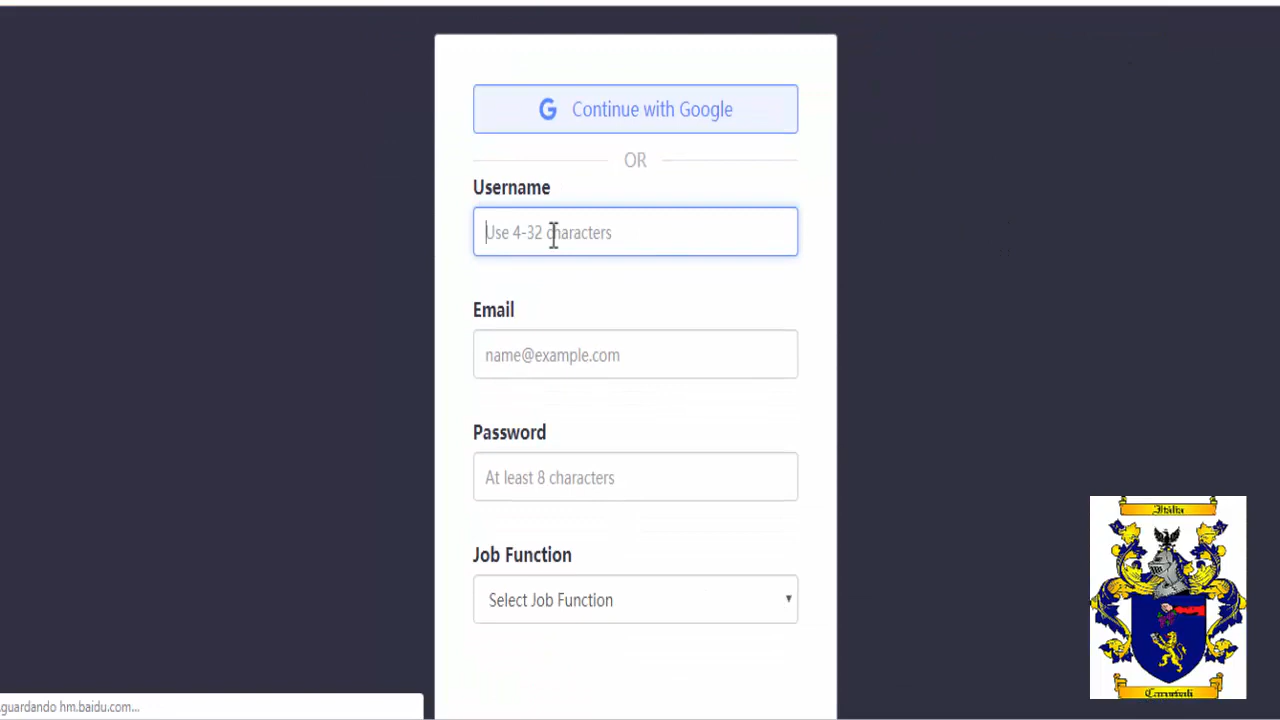 Continue with Google
OR
Username
Use 4-32 characters
Email
name@example.com
Password
At least 8 characters
Job Function
Select Job Function
Itália
guardando hm.baidu.com...